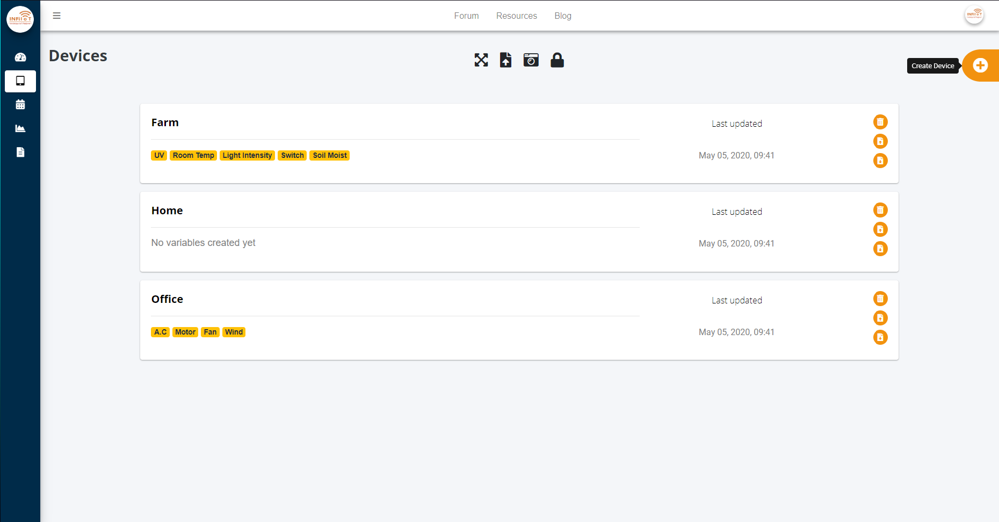 INFiIoT
Forum Resources Blog
INFiIoT
Devices
Create Device
Farm
Last updated
UV Room Temp Light Intensity Switch Soil Moist
May 05, 2020, 09:41
Home
Last updated
No variables created yet
May 05, 2020, 09:41
Office
Last updated
A.C Motor Fan Wind
May 05, 2020, 09:41